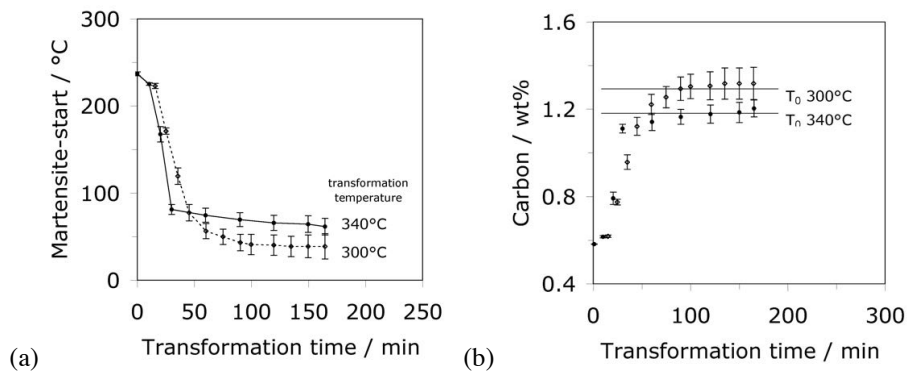 Martensite-start / °C
300
200
100
0
0
50
100
150
200
250
Transformation time / min
transformation
temperature
340°C
300°C
(a)
Carbon / wt%
1.6
1.2
0.8
0.4
0
100
200
300
Transformation time / min
T₀ 300°C
T₀ 340°C
(b)